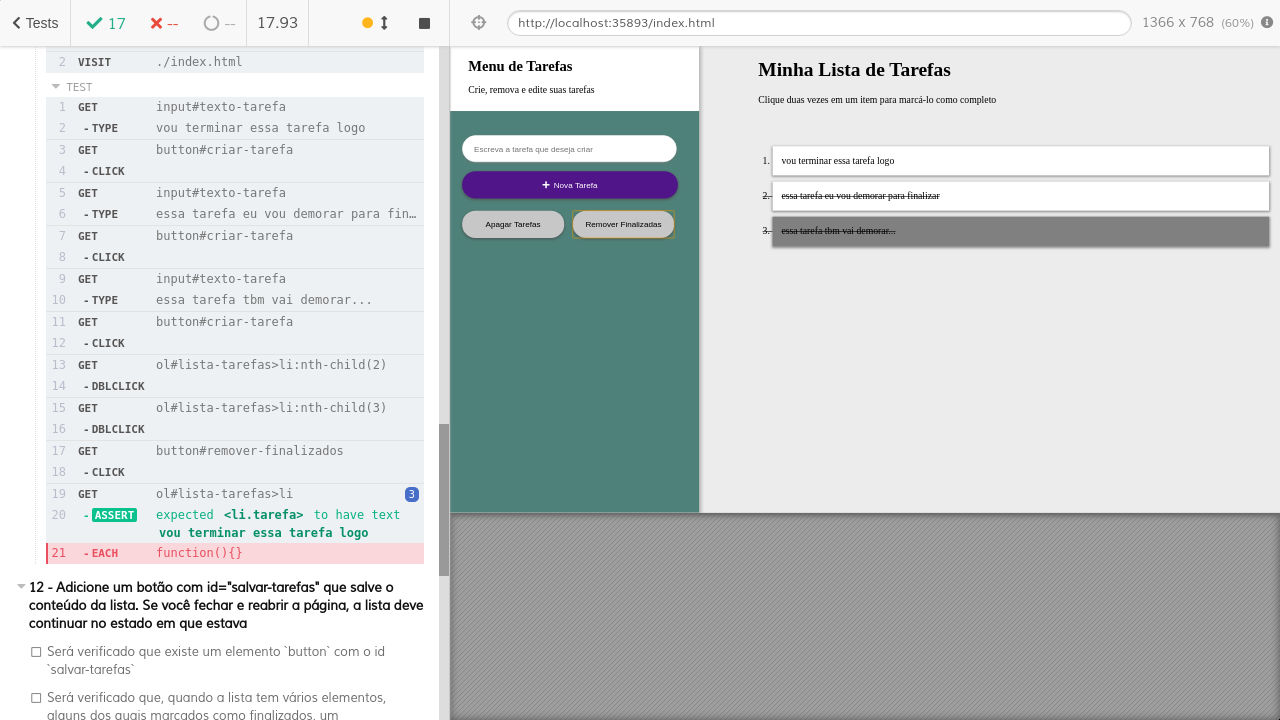 Tests
17
--
--
17.93
http://localhost:35893/index.html
1366 x 768 (60%)
2 VISIT ./index.html
TEST
1 GET input#texto-tarefa
2 - TYPE vou terminar essa tarefa logo
3 GET button#criar-tarefa
4 - CLICK
5 GET input#texto-tarefa
6 - TYPE essa tarefa eu vou demorar para fin…
7 GET button#criar-tarefa
8 - CLICK
9 GET input#texto-tarefa
10 - TYPE essa tarefa tbm vai demorar...
11 GET button#criar-tarefa
12 - CLICK
13 GET ol#lista-tarefas>li:nth-child(2)
14 - DBLCLICK
15 GET ol#lista-tarefas>li:nth-child(3)
16 - DBLCLICK
17 GET button#remover-finalizados
18 - CLICK
19 GET ol#lista-tarefas>li 3
20 - ASSERT expected <li.tarefa> to have text
vou terminar essa tarefa logo
21 - EACH function(){}
12 - Adicione um botão com id="salvar-tarefas" que salve o
conteúdo da lista. Se você fechar e reabrir a página, a lista deve
continuar no estado em que estava
Será verificado que existe um elemento `button` com o id
`salvar-tarefas`
Será verificado que, quando a lista tem vários elementos,
alguns dos quais marcados como finalizados, um
Menu de Tarefas
Crie, remova e edite suas tarefas
Escreva a tarefa que deseja criar
+ Nova Tarefa
Apagar Tarefas
Remover Finalizadas
Minha Lista de Tarefas
Clique duas vezes em um item para marcá-lo como completo
1. vou terminar essa tarefa logo
2. essa tarefa eu vou demorar para finalizar
3. essa tarefa tbm vai demorar...